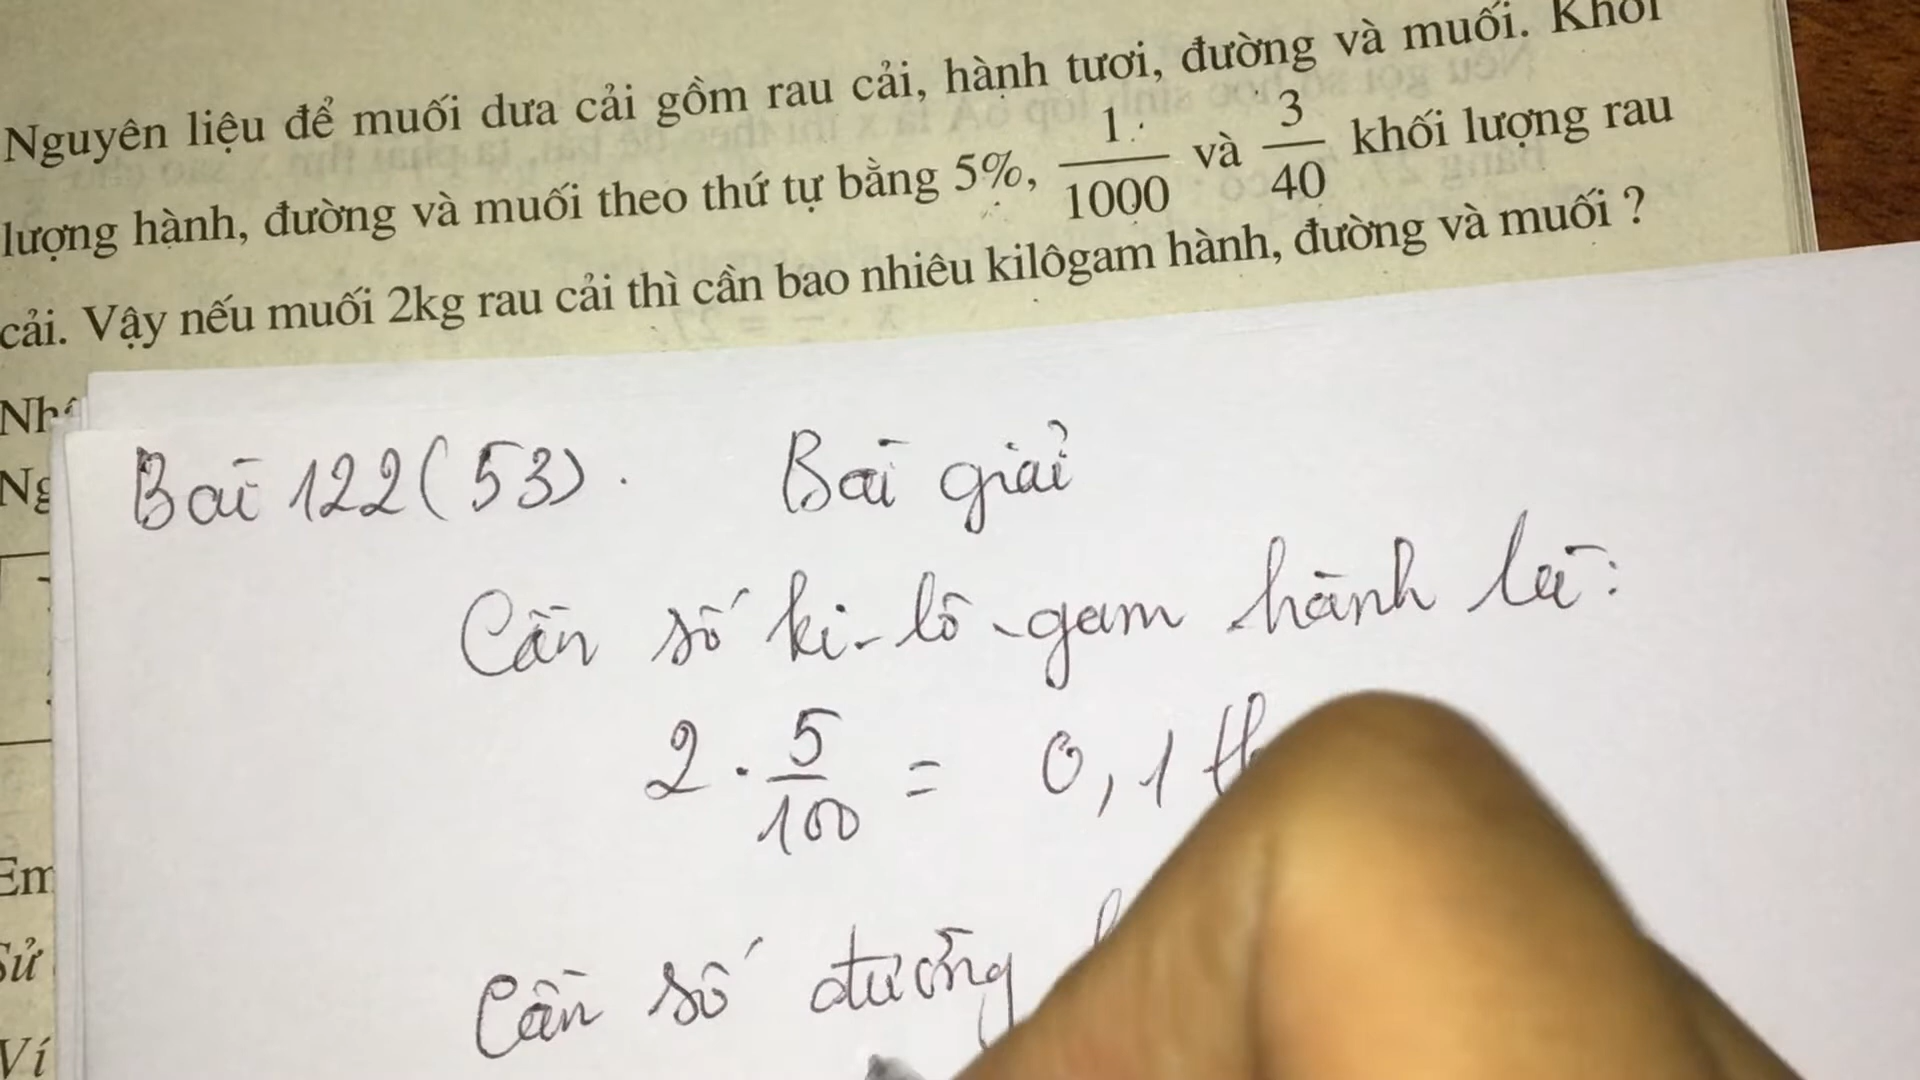 Nguyên liệu để muối dưa cải gồm rau cải, hành tươi, đường và muối. Khối
lượng hành, đường và muối theo thứ tự bằng 5%, 1/1000 và 3/40 khối lượng rau
cải. Vậy nếu muối 2kg rau cải thì cần bao nhiêu kilôgam hành, đường và muối ?
Bài 122 (53). Bài giải
Cần số ki-lô-gam hành là:
2 . 5/100 = 0,1
Cần số đường
Em
Sử
Ví